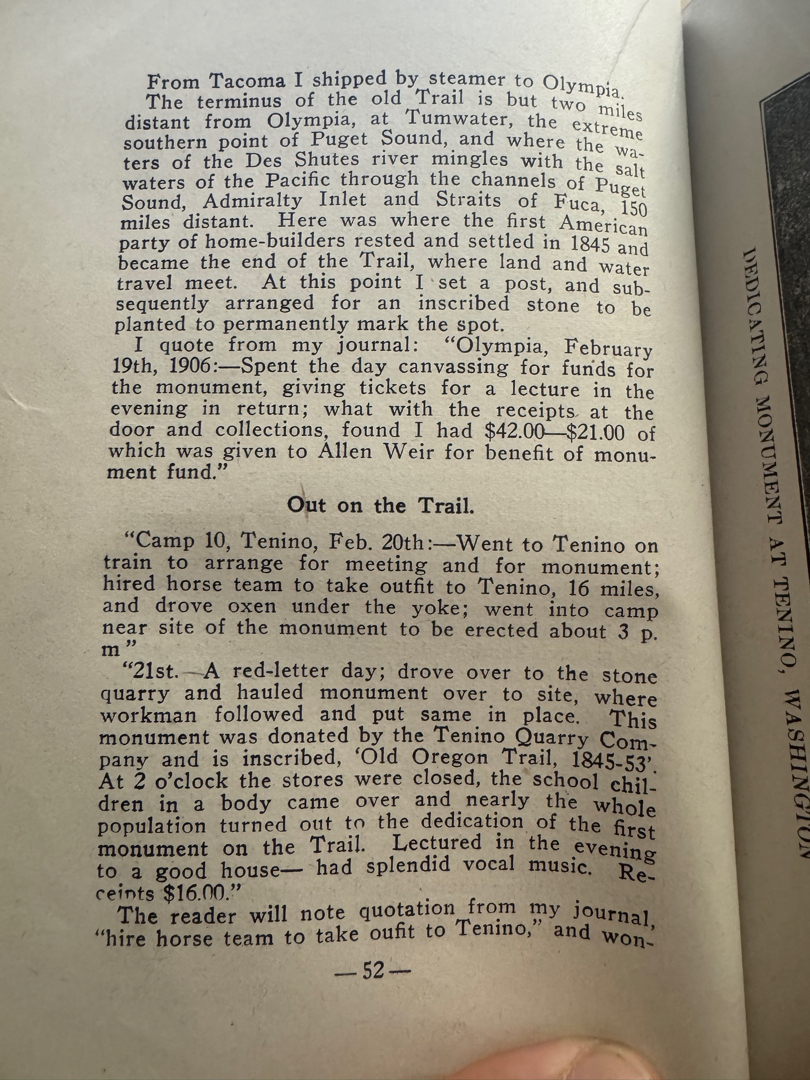 From Tacoma I shipped by steamer to Olympia.
The terminus of the old Trail is but two miles
distant from Olympia, at Tumwater, the extreme
southern point of Puget Sound, and where the wa-
ters of the Des Shutes river mingles with the salt
waters of the Pacific through the channels of Puget
Sound, Admiralty Inlet and Straits of Fuca, 150
miles distant. Here was where the first American
party of home-builders rested and settled in 1845 and
became the end of the Trail, where land and water
travel meet. At this point I set a post, and sub-
sequently arranged for an inscribed stone to be
planted to permanently mark the spot.
I quote from my journal: “Olympia, February
19th, 1906:—Spent the day canvassing for funds for
the monument, giving tickets for a lecture in the
evening in return; what with the receipts at the
door and collections, found I had $42.00—$21.00 of
which was given to Allen Weir for benefit of monu-
ment fund.”
Out on the Trail.
“Camp 10, Tenino, Feb. 20th:—Went to Tenino on
train to arrange for meeting and for monument;
hired horse team to take outfit to Tenino, 16 miles,
and drove oxen under the yoke; went into camp
near site of the monument to be erected about 3 p.
m”
“21st.—A red-letter day; drove over to the stone
quarry and hauled monument over to site, where
workman followed and put same in place. This
monument was donated by the Tenino Quarry Com-
pany and is inscribed, ‘Old Oregon Trail, 1845-53’.
At 2 o’clock the stores were closed, the school chil-
dren in a body came over and nearly the whole
population turned out to the dedication of the first
monument on the Trail. Lectured in the evening
to a good house— had splendid vocal music. Re-
ceipts $16.00.”
The reader will note quotation from my journal,
“hire horse team to take oufit to Tenino,” and won-
—52—
DEDICATING MONUMENT AT TENINO, WASHINGTON